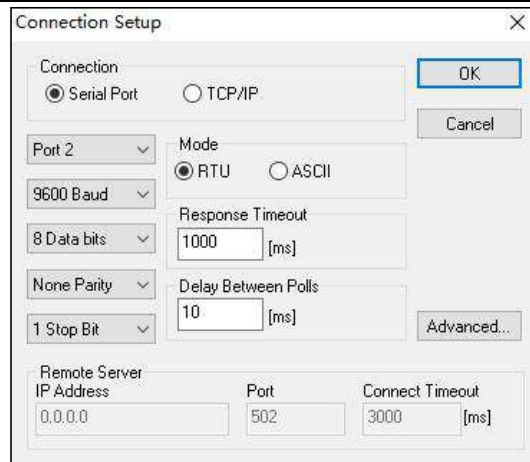 Connection Setup
Connection
Serial Port TCP/IP
OK
Cancel
Port 2
9600 Baud
8 Data bits
None Parity
1 Stop Bit
Mode
RTU ASCII
Response Timeout
1000 [ms]
Delay Between Polls
10 [ms]
Advanced...
Remote Server
IP Address Port Connect Timeout
0.0.0.0 502 3000 [ms]